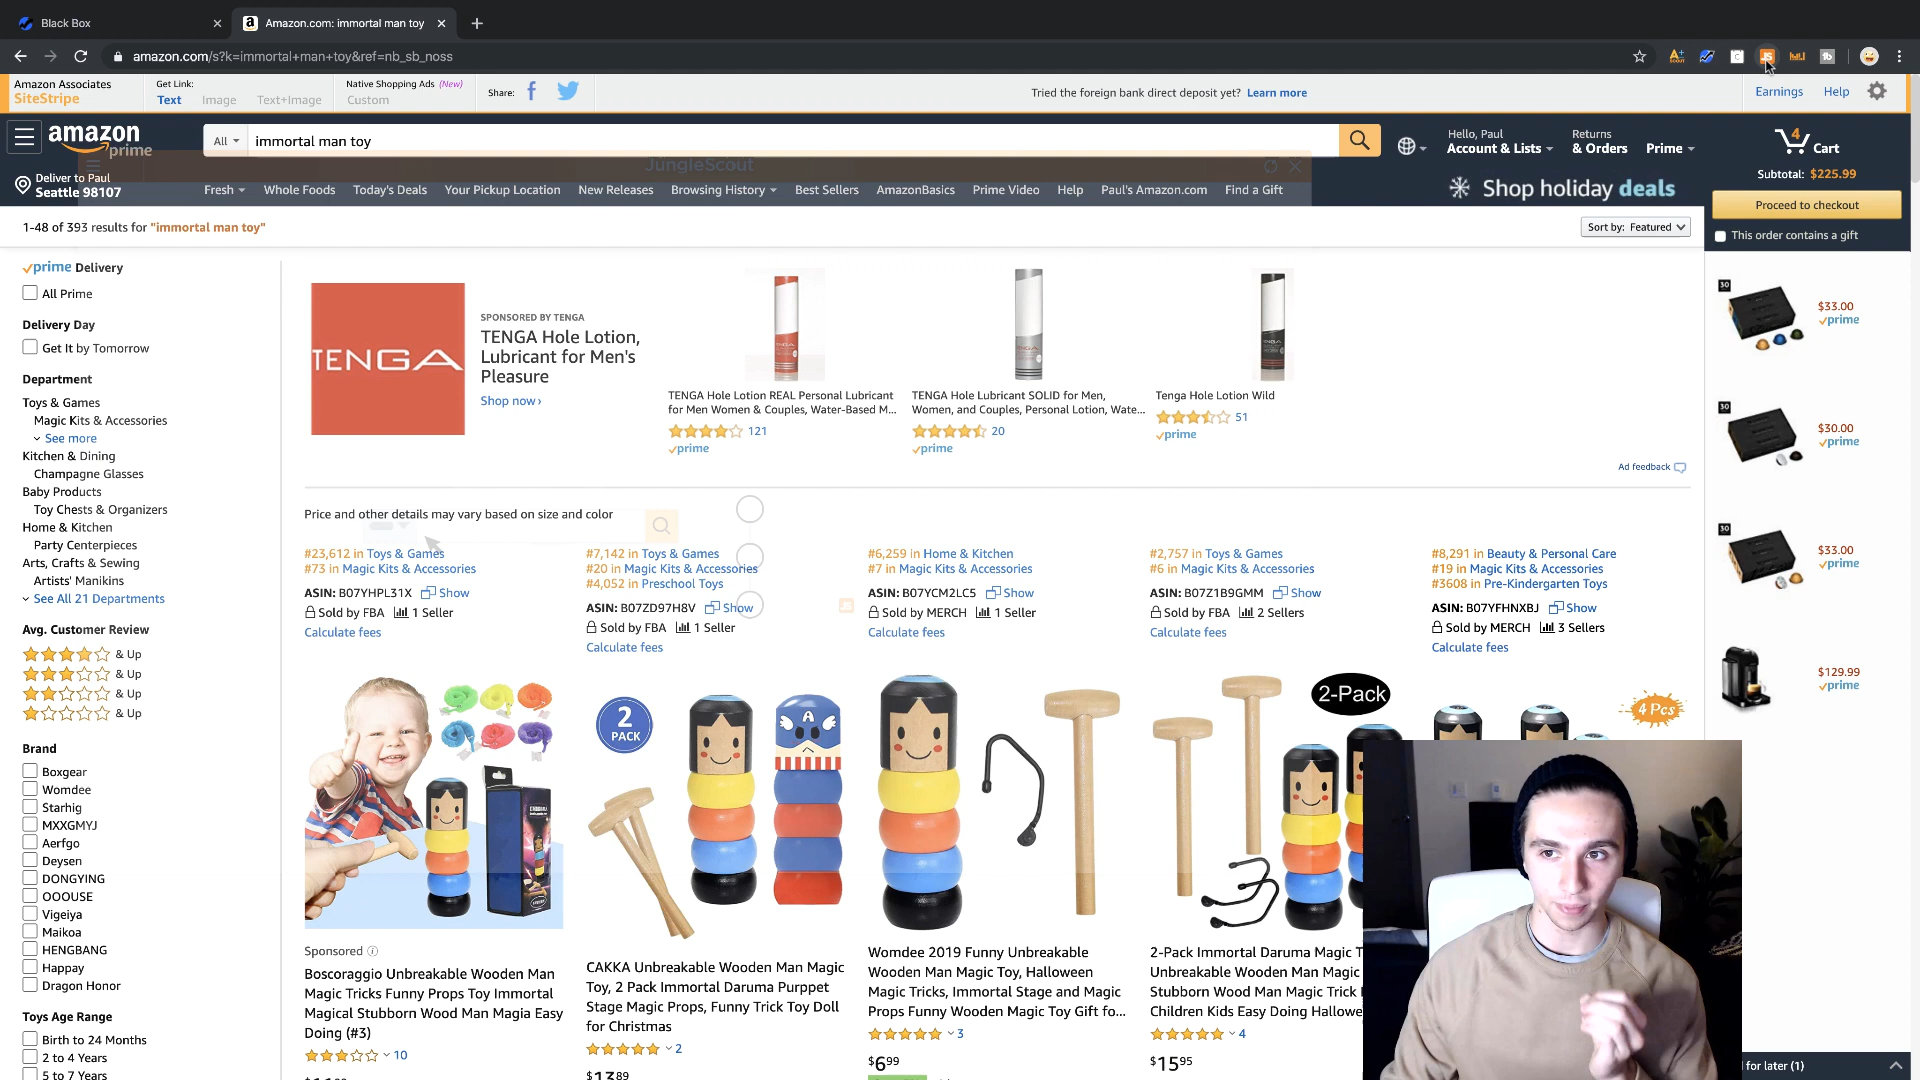 Black Box
Amazon.com: immortal man toy
amazon.com/s?k=immortal+man+toy&ref=nb_sb_noss
Amazon Associates
SiteStripe
Get Link:
Text
Image
Text+Image
Native Shopping Ads (New)
Custom
Share:
Tried the foreign bank direct deposit yet? Learn more
Earnings
Help
amazon
prime
All
immortal man toy
Hello, Paul
Account & Lists
Returns
& Orders
Prime
4
Cart
JungleScout
Deliver to Paul
Seattle 98107
Fresh
Whole Foods
Today's Deals
Your Pickup Location
New Releases
Browsing History
Best Sellers
AmazonBasics
Prime Video
Help
Paul's Amazon.com
Find a Gift
Shop holiday deals
Subtotal: $225.99
Proceed to checkout
This order contains a gift
1-48 of 393 results for "immortal man toy"
Sort by: Featured
prime Delivery
All Prime
Delivery Day
Get It by Tomorrow
Department
Toys & Games
Magic Kits & Accessories
See more
Kitchen & Dining
Champagne Glasses
Baby Products
Toy Chests & Organizers
Home & Kitchen
Party Centerpieces
Arts, Crafts & Sewing
Artists' Manikins
See All 21 Departments
Avg. Customer Review
& Up
& Up
& Up
& Up
Brand
Boxgear
Womdee
Starhig
MXXGMYJ
Aerfgo
Deysen
DONGYING
OOOUSE
Vigeiya
Maikoa
HENGBANG
Happay
Dragon Honor
Toys Age Range
Birth to 24 Months
2 to 4 Years
5 to 7 Years
TENGA
SPONSORED BY TENGA
TENGA Hole Lotion,
Lubricant for Men's
Pleasure
Shop now›
TENGA Hole Lotion REAL Personal Lubricant
for Men Women & Couples, Water-Based M...
121
prime
TENGA Hole Lubricant SOLID for Men,
Women, and Couples, Personal Lotion, Wate...
20
prime
Tenga Hole Lotion Wild
51
prime
Ad feedback
Price and other details may vary based on size and color
#23,612 in Toys & Games
#73 in Magic Kits & Accessories
ASIN: B07YHPL31X Show
Sold by FBA 1 Seller
Calculate fees
#7,142 in Toys & Games
#20 in Magic Kits & Accessories
#4,052 in Preschool Toys
ASIN: B07ZD97H8V Show
Sold by FBA 1 Seller
Calculate fees
#6,259 in Home & Kitchen
#7 in Magic Kits & Accessories
ASIN: B07YCM2LC5 Show
Sold by MERCH 1 Seller
Calculate fees
#2,757 in Toys & Games
#6 in Magic Kits & Accessories
ASIN: B07Z1B9GMM Show
Sold by FBA 2 Sellers
Calculate fees
#8,291 in Beauty & Personal Care
#19 in Magic Kits & Accessories
#3608 in Pre-Kindergarten Toys
ASIN: B07YFHNXBJ Show
Sold by MERCH 3 Sellers
Calculate fees
2
PACK
2-Pack
4 Pcs
Sponsored
Boscoraggio Unbreakable Wooden Man
Magic Tricks Funny Props Toy Immortal
Magical Stubborn Wood Man Magia Easy
Doing (#3)
10
CAKKA Unbreakable Wooden Man Magic
Toy, 2 Pack Immortal Daruma Purppet
Stage Magic Props, Funny Trick Toy Doll
for Christmas
2
$13.89
Womdee 2019 Funny Unbreakable
Wooden Man Magic Toy, Halloween
Magic Tricks, Immortal Stage and Magic
Props Funny Wooden Magic Toy Gift fo...
3
$6.99
2-Pack Immortal Daruma Magic T
Unbreakable Wooden Man Magic
Stubborn Wood Man Magic Trick
Children Kids Easy Doing Hallowe
4
$15.95
30
$33.00
prime
30
$30.00
prime
30
$33.00
prime
$129.99
prime
for later (1)